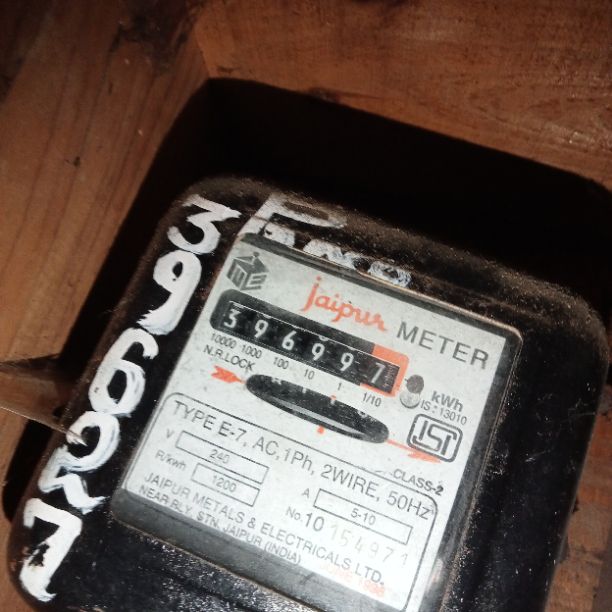 39627
Jaipur METER
396997
10000 1000 100 10 1 1/10
kWh
N.R.LOCK
IS:13010
ISI
TYPE E-7, AC,1Ph, 2WIRE, 50Hz
CLASS-2
V 240
A 5-10
R/kwh 1200
No.10 154971
JAIPUR METALS & ELECTRICALS LTD.
NEAR RLY. STN. JAIPUR (INDIA)